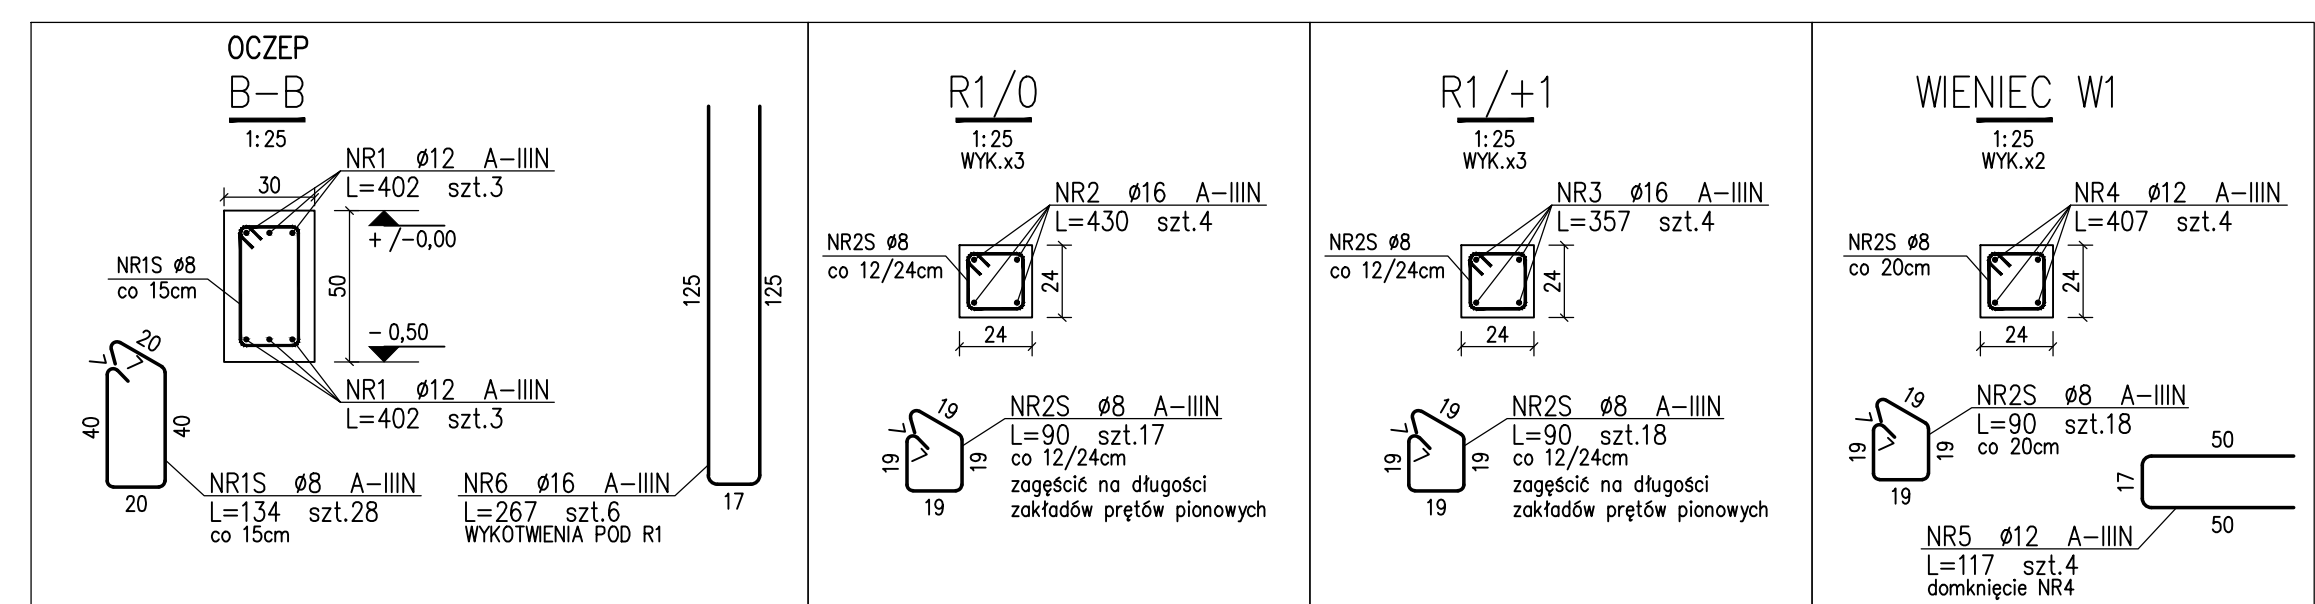 OCZEP
B-B
1:25
NR1 ø12 A-IIIN
L=402 szt.3
30
+/-0,00
50
NR1S ø8
co 15cm
- 0,50
NR1 ø12 A-IIIN
L=402 szt.3
20
7
7
40
40
20
NR1S ø8 A-IIIN
L=134 szt.28
co 15cm
125
125
17
NR6 ø16 A-IIIN
L=267 szt.6
WYKOTWIENIA POD R1
R1/0
1:25
WYK.x3
NR2 ø16 A-IIIN
L=430 szt.4
NR2S ø8
co 12/24cm
24
24
19
7
7
19
19
19
NR2S ø8 A-IIIN
L=90 szt.17
co 12/24cm
zagęścić na długości
zakładów prętów pionowych
R1/+1
1:25
WYK.x3
NR3 ø16 A-IIIN
L=357 szt.4
NR2S ø8
co 12/24cm
24
24
19
7
7
19
19
19
NR2S ø8 A-IIIN
L=90 szt.18
co 12/24cm
zagęścić na długości
zakładów prętów pionowych
WIENIEC W1
1:25
WYK.x2
NR4 ø12 A-IIIN
L=407 szt.4
NR2S ø8
co 20cm
24
24
19
7
7
19
19
19
NR2S ø8 A-IIIN
L=90 szt.18
co 20cm
50
17
50
NR5 ø12 A-IIIN
L=117 szt.4
domknięcie NR4